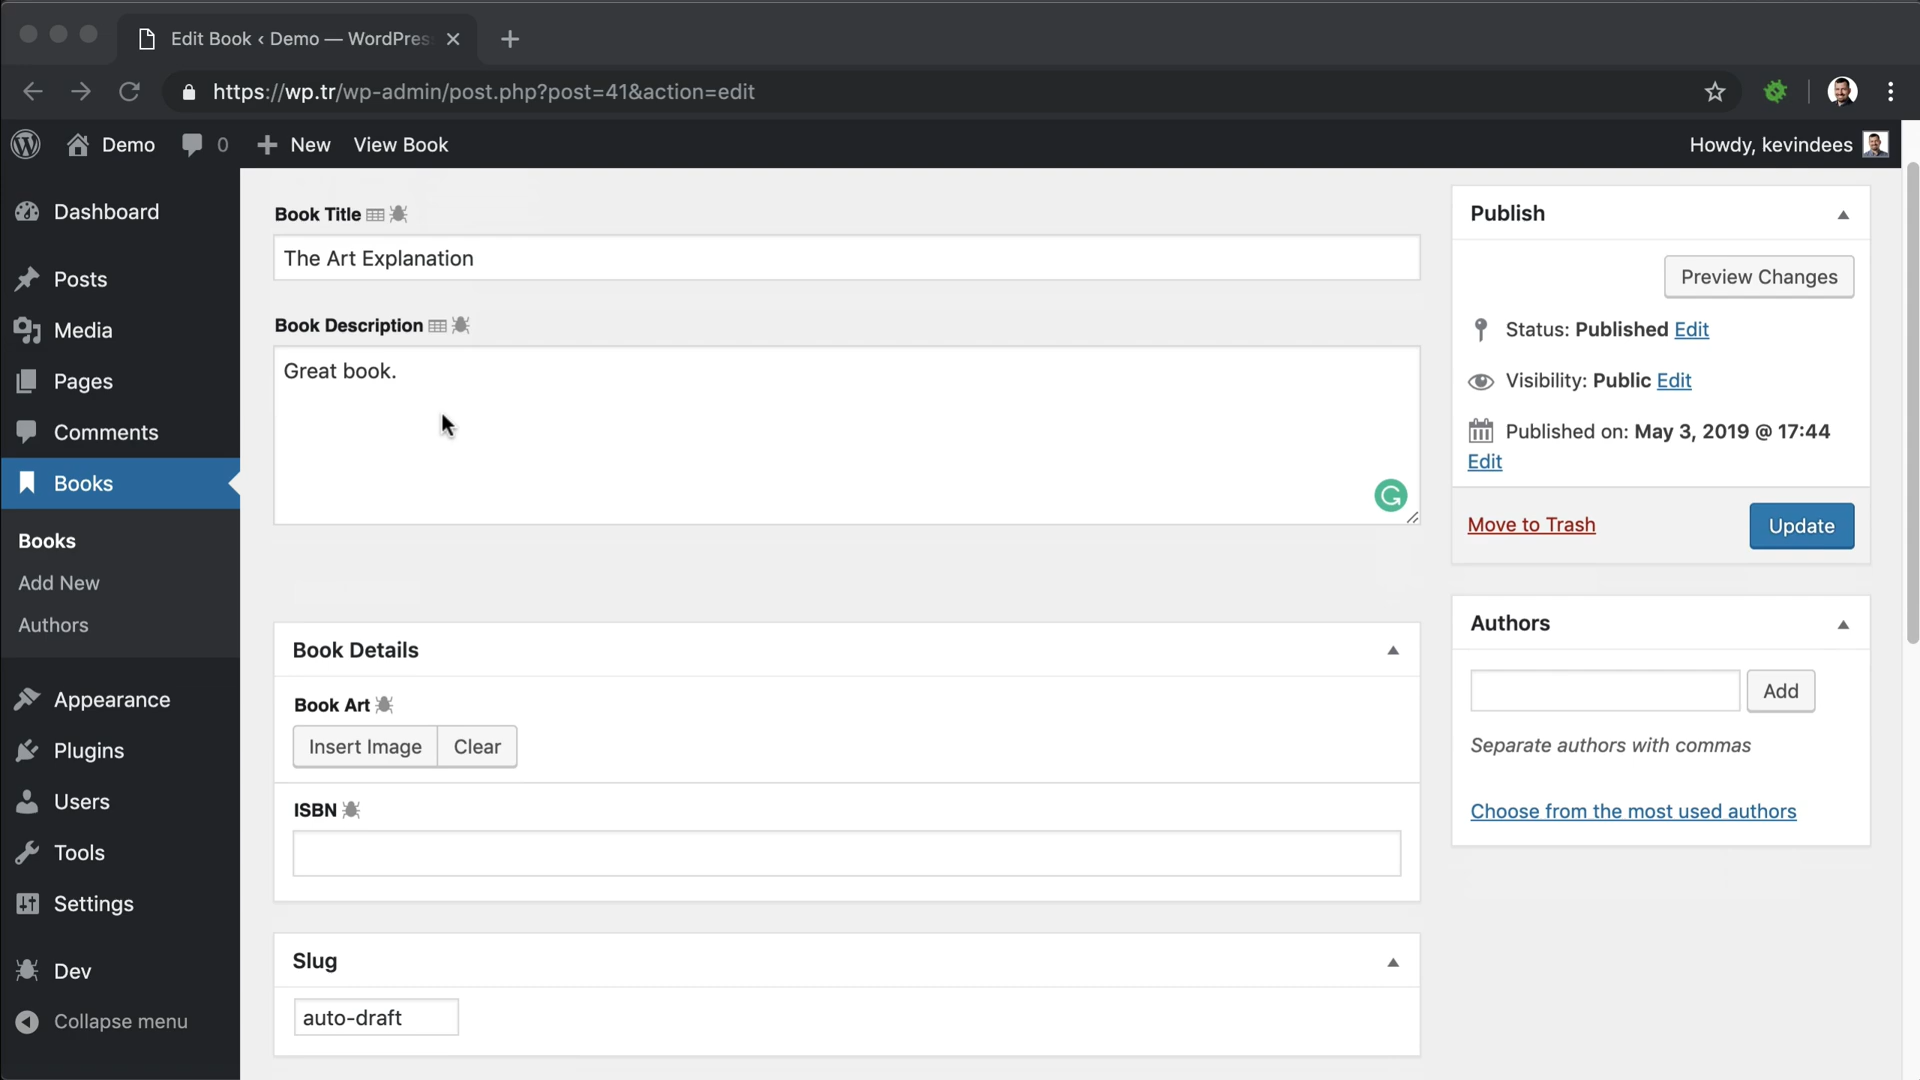 Edit Book ‹ Demo — WordPres
https://wp.tr/wp-admin/post.php?post=41&action=edit
Demo 0 New View Book Howdy, kevindees
Dashboard
Posts
Media
Pages
Comments
Books
Books
Add New
Authors
Appearance
Plugins
Users
Tools
Settings
Dev
Collapse menu
Book Title
The Art Explanation
Book Description
Great book.
Book Details
Book Art
Insert Image Clear
ISBN
Slug
auto-draft
Publish
Preview Changes
Status: Published Edit
Visibility: Public Edit
Published on: May 3, 2019 @ 17:44
Edit
Move to Trash Update
Authors
Add
Separate authors with commas
Choose from the most used authors